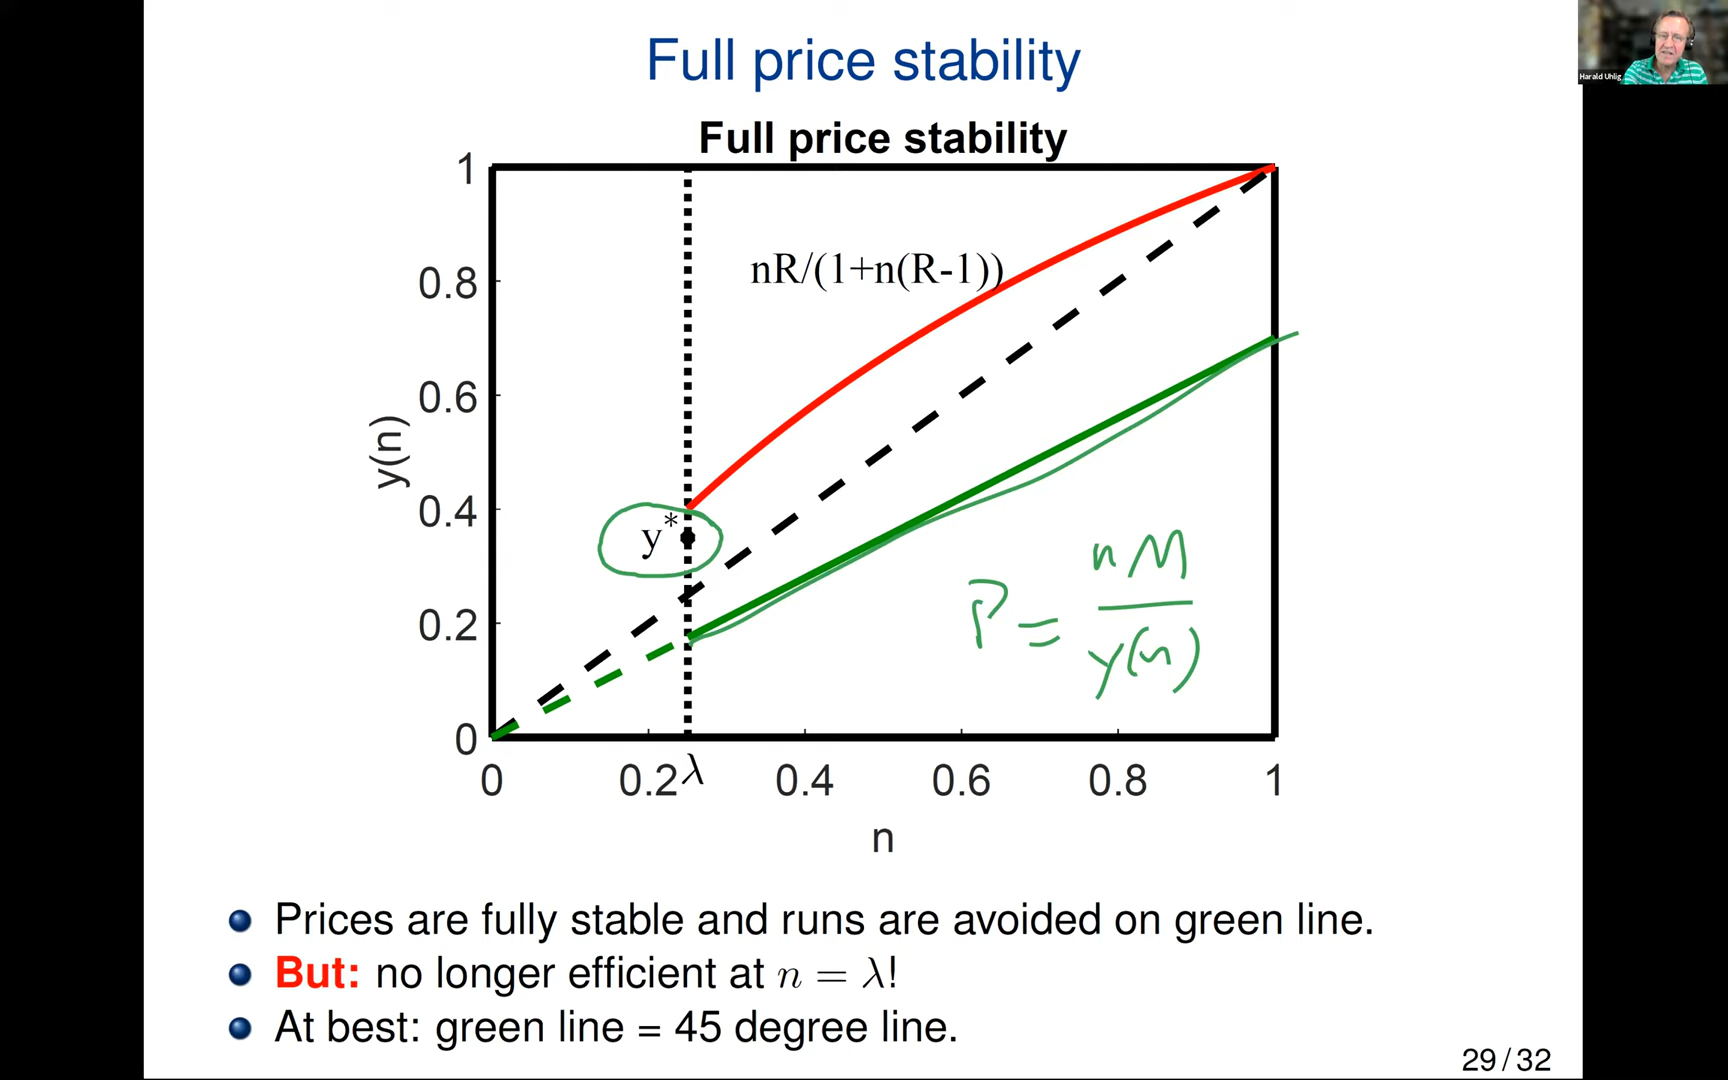 Full price stability
Harald Uhlig
Full price stability
1
0.8
0.6
0.4
0.2
0
y(n)
nR/(1+n(R-1))
y*
P = nM / y(n)
0 0.2 λ 0.4 0.6 0.8 1
n
Prices are fully stable and runs are avoided on green line.
But: no longer efficient at n = λ!
At best: green line = 45 degree line.
29 / 32